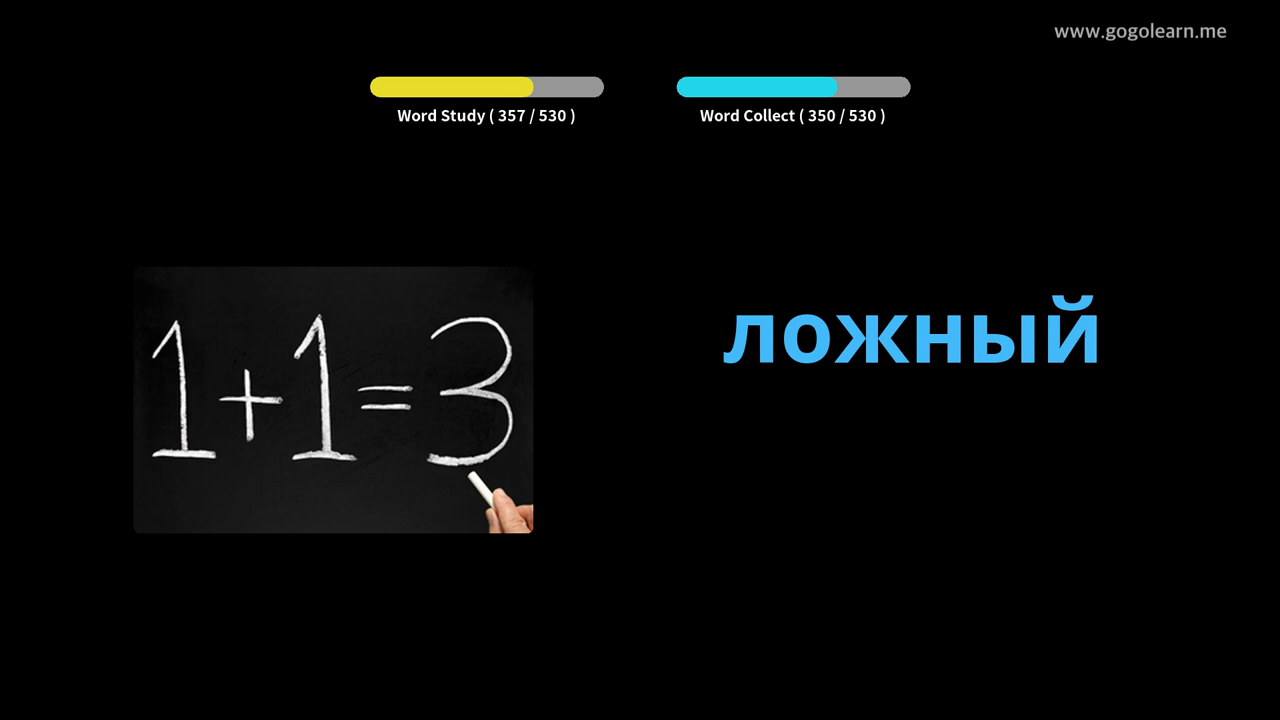 www.gogolearn.me
Word Study ( 357 / 530 )
Word Collect ( 350 / 530 )
1+1=3
ложный